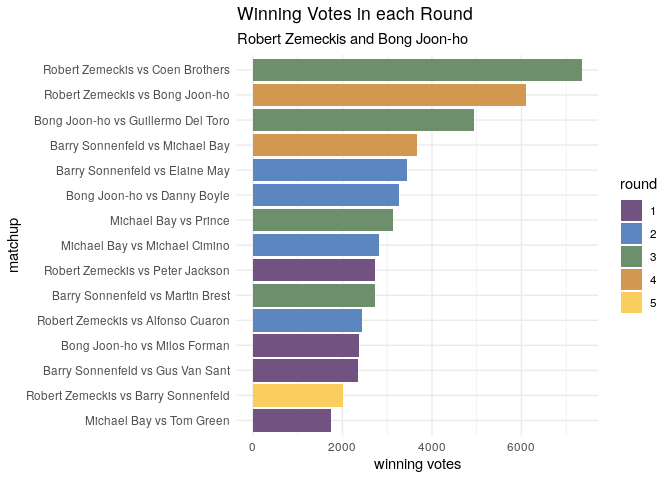 Winning Votes in each Round
Robert Zemeckis and Bong Joon-ho
Robert Zemeckis vs Coen Brothers
Robert Zemeckis vs Bong Joon-ho
Bong Joon-ho vs Guillermo Del Toro
Barry Sonnenfeld vs Michael Bay
Barry Sonnenfeld vs Elaine May
Bong Joon-ho vs Danny Boyle
Michael Bay vs Prince
Michael Bay vs Michael Cimino
Robert Zemeckis vs Peter Jackson
Barry Sonnenfeld vs Martin Brest
Robert Zemeckis vs Alfonso Cuaron
Bong Joon-ho vs Milos Forman
Barry Sonnenfeld vs Gus Van Sant
Robert Zemeckis vs Barry Sonnenfeld
Michael Bay vs Tom Green
matchup
0 2000 4000 6000
winning votes
round
1
2
3
4
5